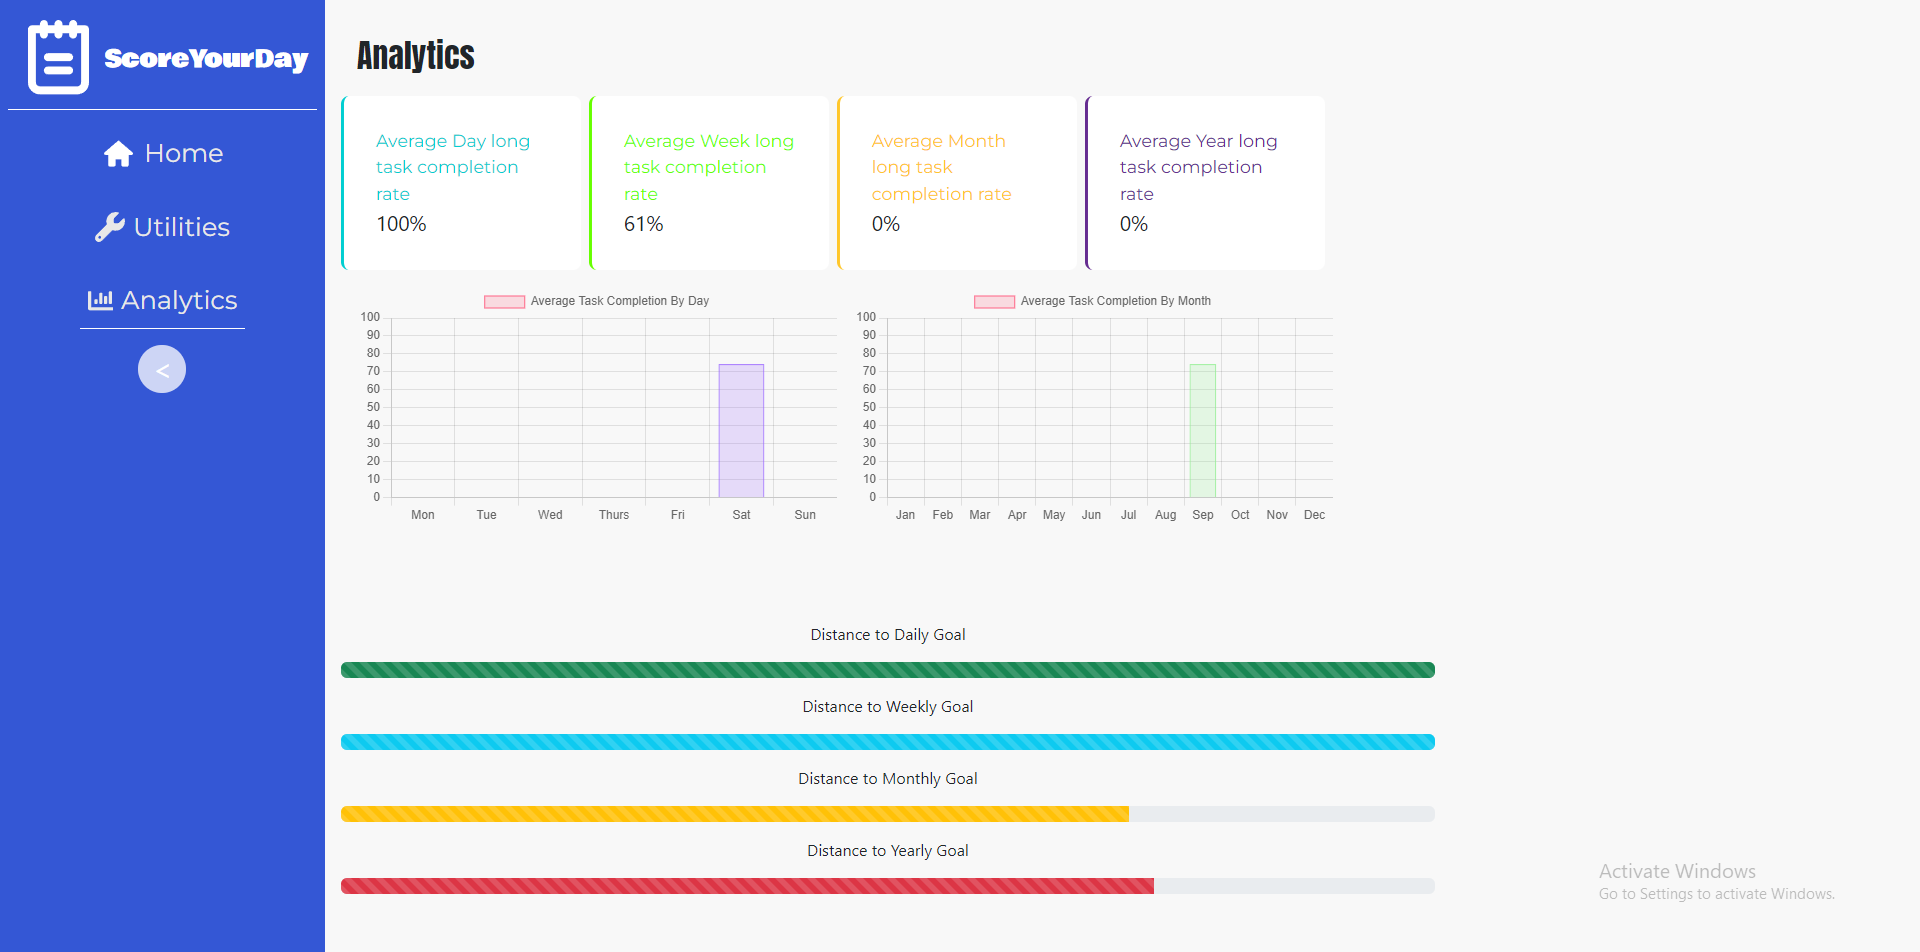 ScoreYourDay
Home
Utilities
Analytics
<
Analytics
Average Day long
task completion
rate
100%
Average Week long
task completion
rate
61%
Average Month
long task
completion rate
0%
Average Year long
task completion
rate
0%
Average Task Completion By Day
100
90
80
70
60
50
40
30
20
10
0
Mon Tue Wed Thurs Fri Sat Sun
Average Task Completion By Month
100
90
80
70
60
50
40
30
20
10
0
Jan Feb Mar Apr May Jun Jul Aug Sep Oct Nov Dec
Distance to Daily Goal
Distance to Weekly Goal
Distance to Monthly Goal
Distance to Yearly Goal
Activate Windows
Go to Settings to activate Windows.